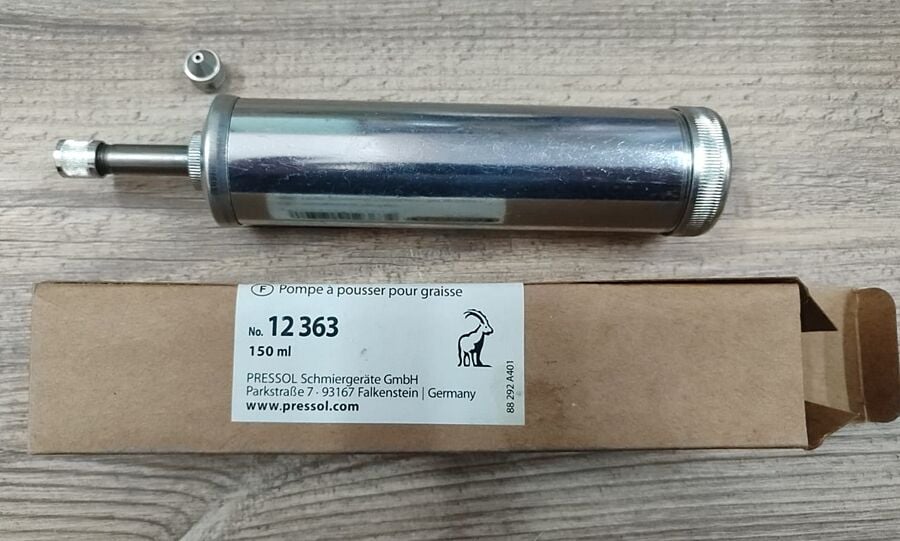 Ⓕ Pompe à pousser pour graisse
No. 12 363
150 ml
PRESSOL Schmiergeräte GmbH
Parkstraße 7 · 93167 Falkenstein | Germany
www.pressol.com
88 292 A401